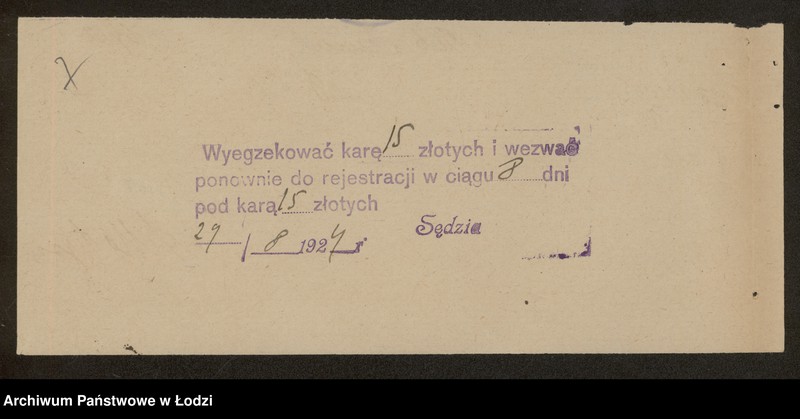 X
Wyegzekować karę 15 złotych i wezwać
ponownie do rejestracji w ciągu 8 dni
pod karą 15 złotych
Sędzia
29/8 1924 r
Archiwum Państwowe w Łodzi